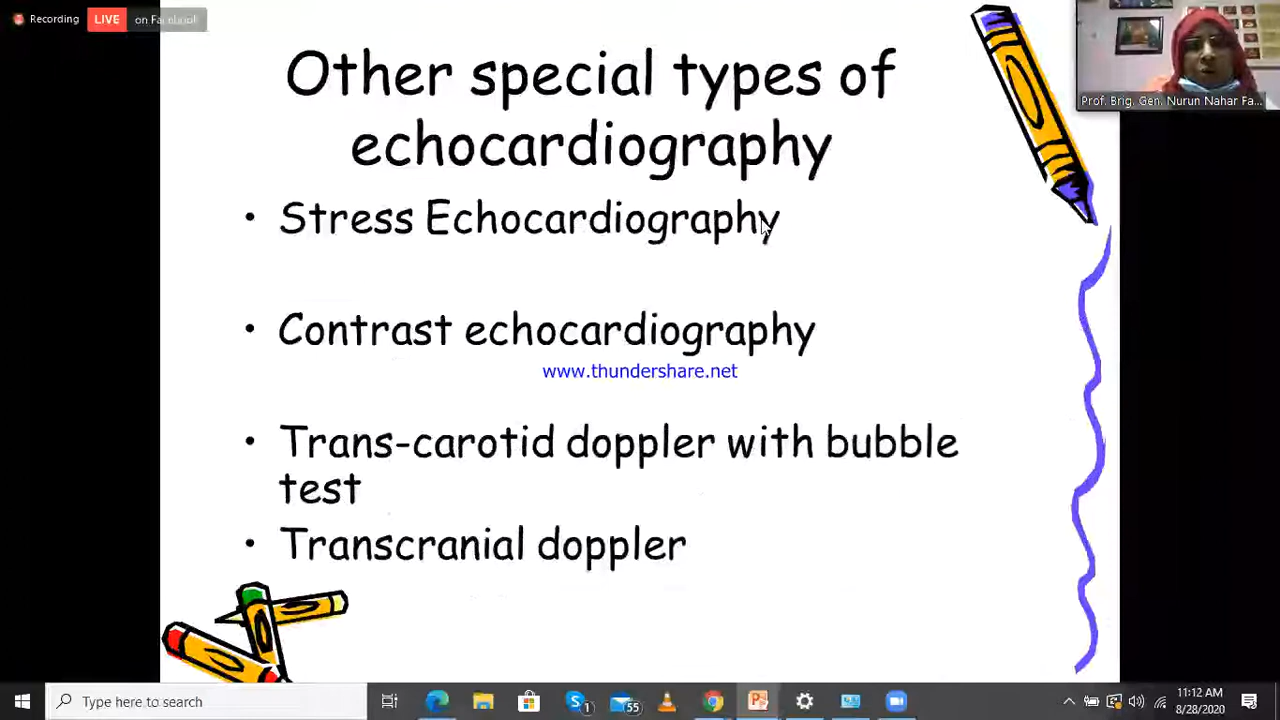 Recording LIVE on Facebook
Other special types of
echocardiography
Prof. Brig. Gen. Nurun Nahar Fa...
• Stress Echocardiography
• Contrast echocardiography
www.thundershare.net
• Trans-carotid doppler with bubble
test
• Transcranial doppler
Type here to search
1
55
11:12 AM
8/28/2020